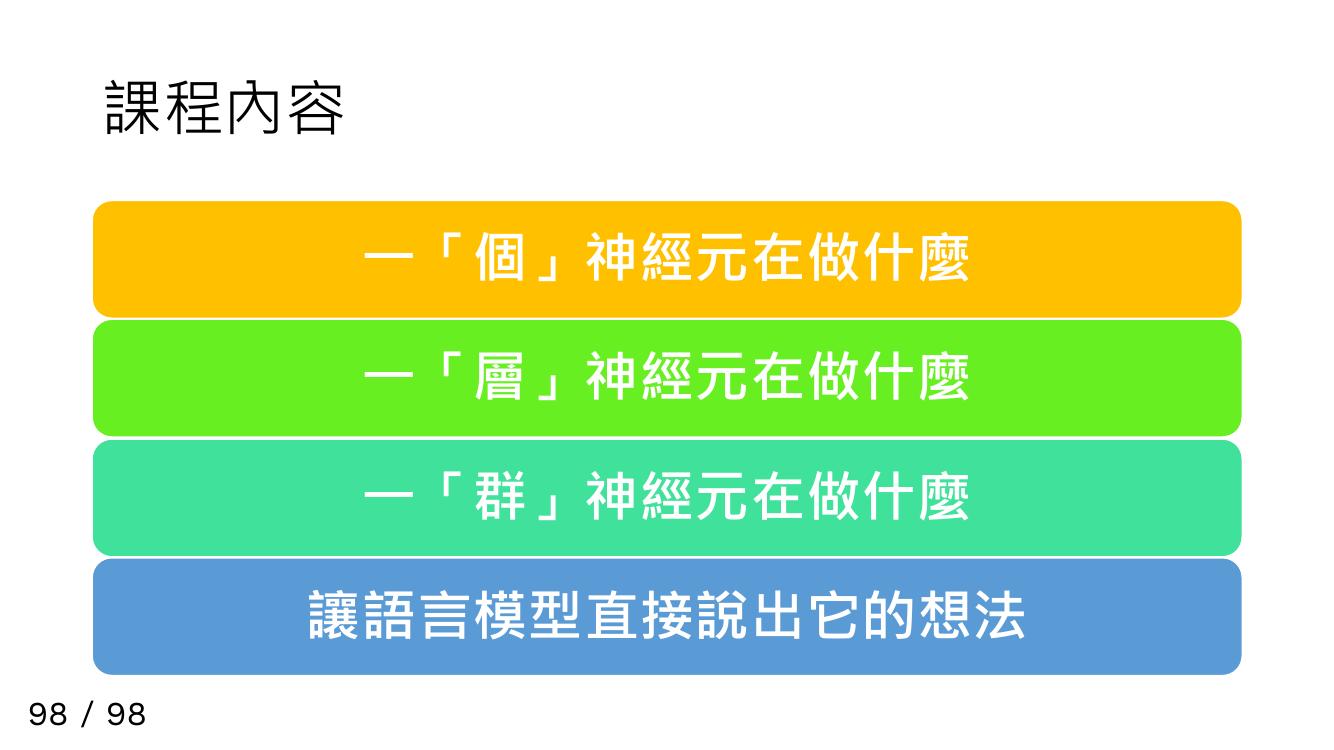 課程內容
一「個」神經元在做什麼
一「層」神經元在做什麼
一「群」神經元在做什麼
讓語言模型直接說出它的想法
98 / 98